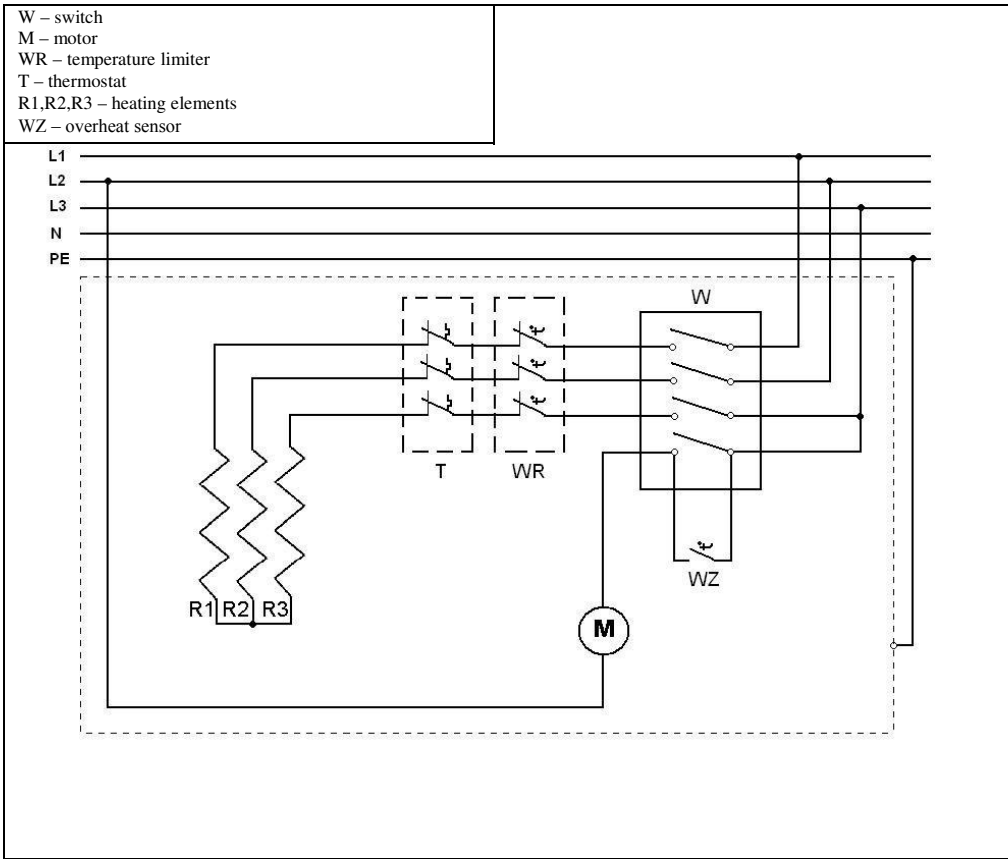 W – switch
M – motor
WR – temperature limiter
T – thermostat
R1,R2,R3 – heating elements
WZ – overheat sensor
L1
L2
L3
N
PE
W
T
WR
WZ
R1 R2 R3
M